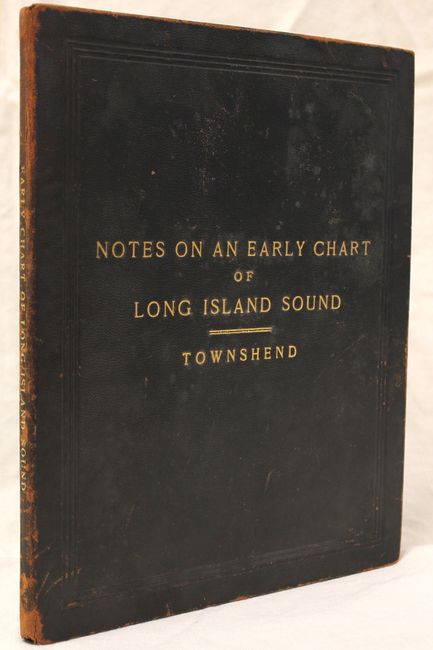 NOTES ON AN EARLY CHART
OF
LONG ISLAND SOUND
TOWNSHEND
EARLY CHART OF LONG ISLAND SOUND